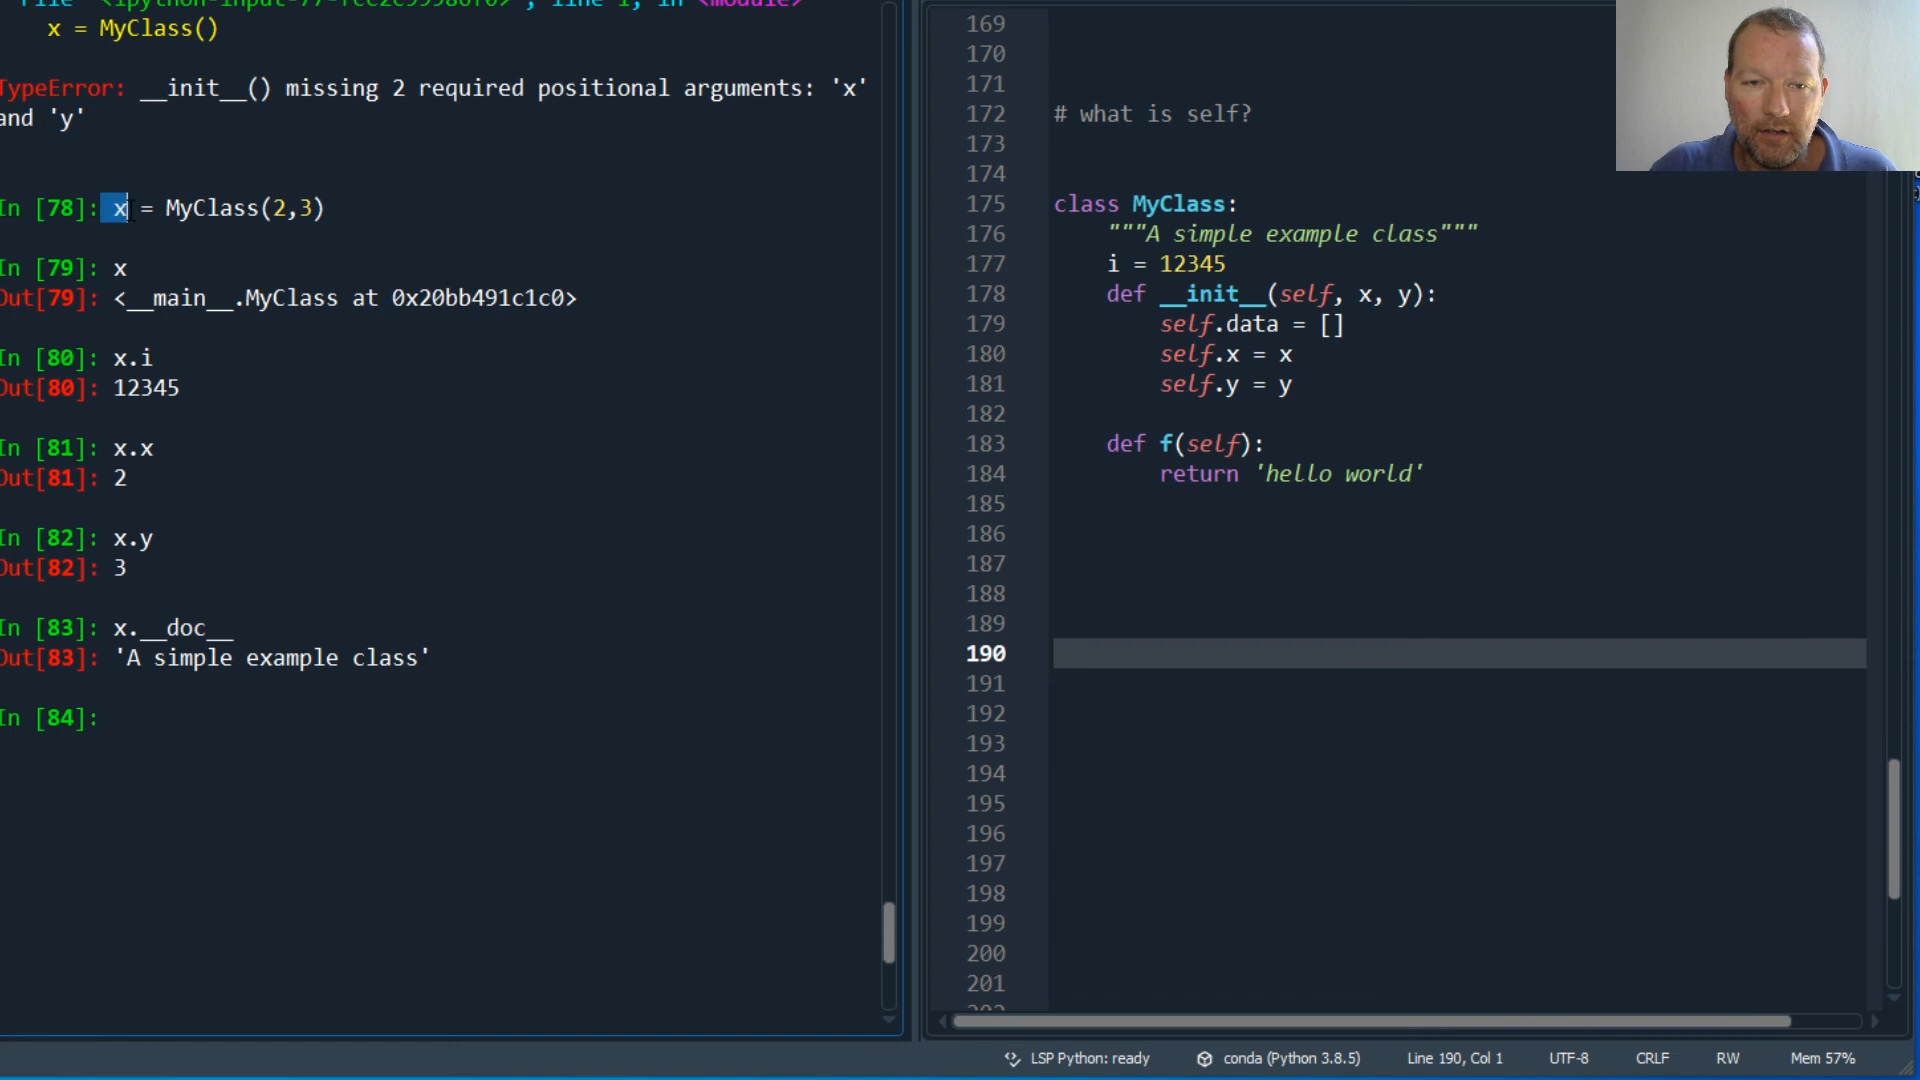 File
line 1, in <module>
x = MyClass()
TypeError: __init__() missing 2 required positional arguments: 'x'
and 'y'
In [78]: x = MyClass(2,3)
In [79]: x
Out[79]: <__main__.MyClass at 0x20bb491c1c0>
In [80]: x.i
Out[80]: 12345
In [81]: x.x
Out[81]: 2
In [82]: x.y
Out[82]: 3
In [83]: x.__doc__
Out[83]: 'A simple example class'
In [84]:
169
170
171
172 # what is self?
173
174
175 class MyClass:
176 """A simple example class"""
177 i = 12345
178 def __init__(self, x, y):
179 self.data = []
180 self.x = x
181 self.y = y
182
183 def f(self):
184 return 'hello world'
185
186
187
188
189
190
191
192
193
194
195
196
197
198
199
200
201
LSP Python: ready conda (Python 3.8.5) Line 190, Col 1 UTF-8 CRLF RW Mem 57%